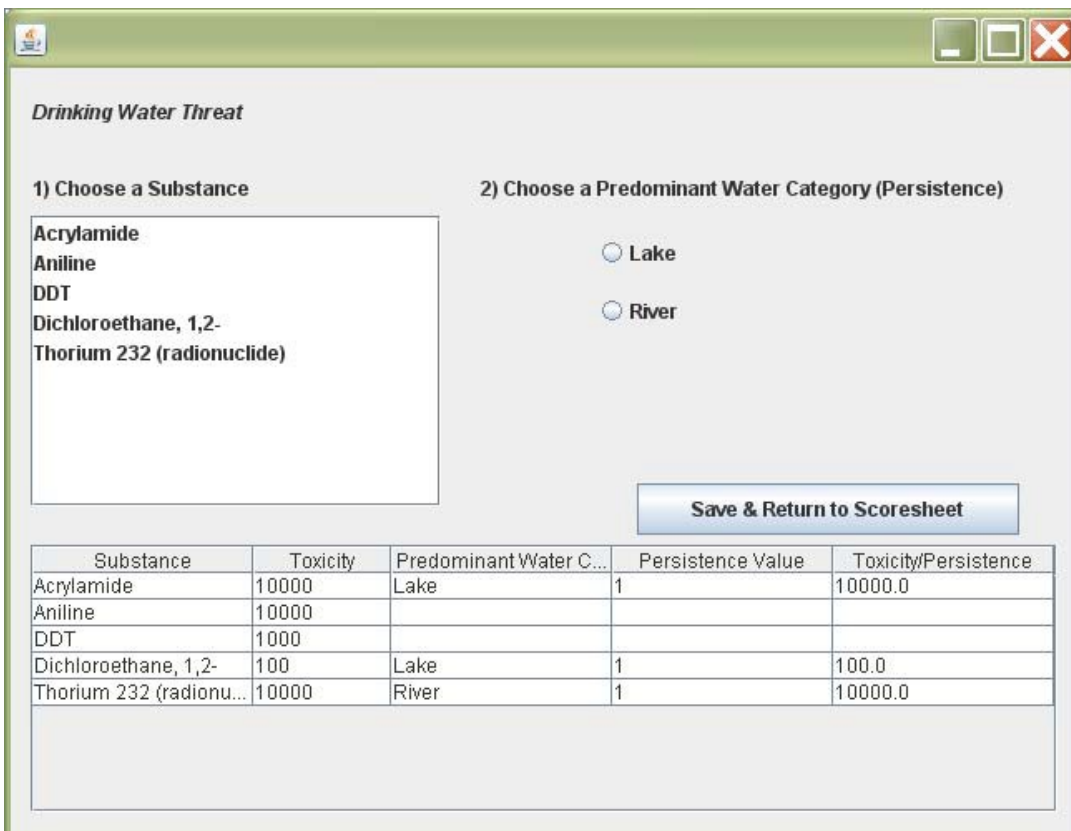 Drinking Water Threat
1) Choose a Substance
2) Choose a Predominant Water Category (Persistence)
Acrylamide
Aniline
DDT
Dichloroethane, 1,2-
Thorium 232 (radionuclide)
Lake
River
Save & Return to Scoresheet
Substance Toxicity Predominant Water C... Persistence Value Toxicity/Persistence
Acrylamide 10000 Lake 1 10000.0
Aniline 10000
DDT 1000
Dichloroethane, 1,2- 100 Lake 1 100.0
Thorium 232 (radionu... 10000 River 1 10000.0